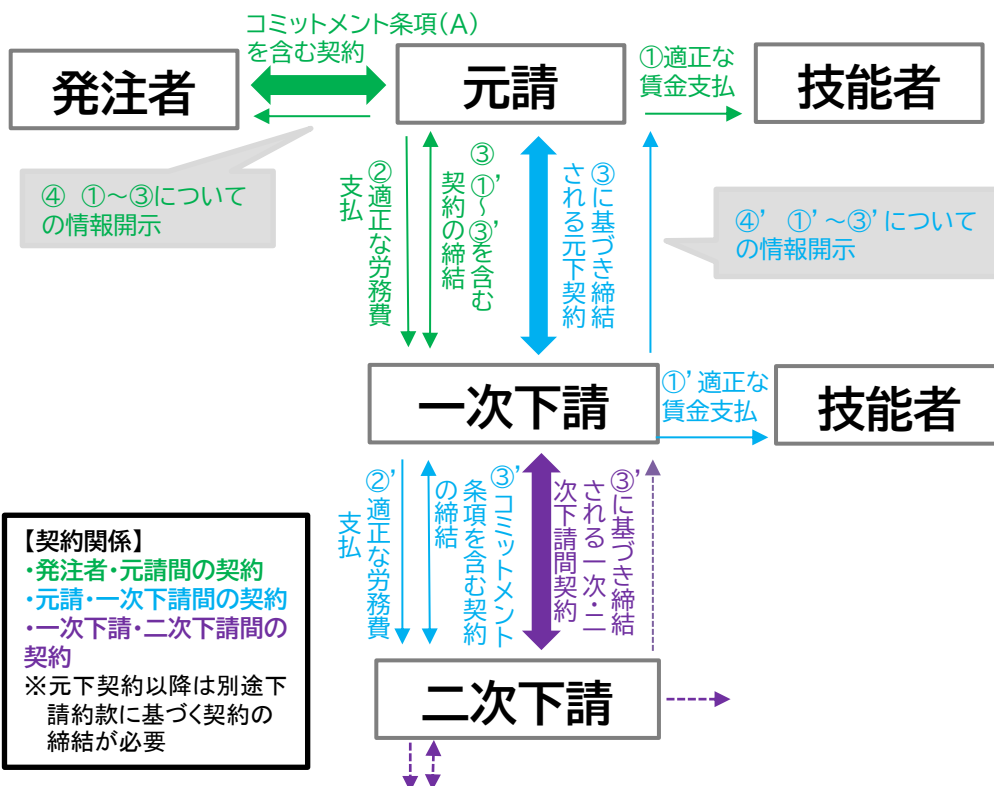 コミットメント条項(A)
を含む契約
発注者
元請
①適正な
賃金支払
技能者
④ ①～③について
の情報開示
②適正な労務費
支払
③ ①'～③'を含む
契約の締結
③に基づき締結
される元下契約
④' ①'～③'について
の情報開示
一次下請
①'適正な
賃金支払
技能者
②'適正な労務費
支払
③'コミットメント
条項を含む契約
の締結
③'に基づき締結
される一次・二
次下請間契約
二次下請
【契約関係】
・発注者・元請間の契約
・元請・一次下請間の契約
・一次下請・二次下請間の
契約
※元下契約以降は別途下
請約款に基づく契約の
締結が必要